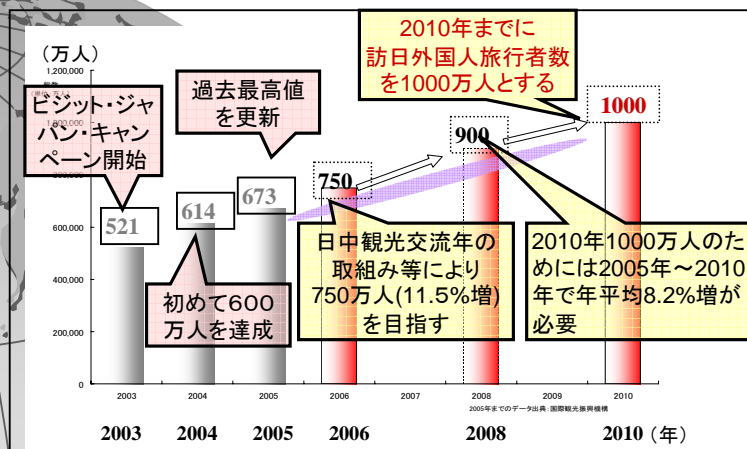 （万人）
1,200,000
1,000,000
800,000
600,000
400,000
200,000
0
ビジット・ジャ
パン・キャン
ペーン開始
過去最高値
を更新
2010年までに
訪日外国人旅行者数
を1000万人とする
521
614
673
750
900
1000
初めて６００
万人を達成
日中観光交流年の
取組み等により
750万人(11.5%増)
を目指す
2010年1000万人のた
めには2005年～2010
年で年平均8.2%増が
必要
2003
2004
2005
2006
2007
2008
2009
2010
2005年までのデータ出典：国際観光振興機構
2003 2004 2005 2006 2008 2010（年）